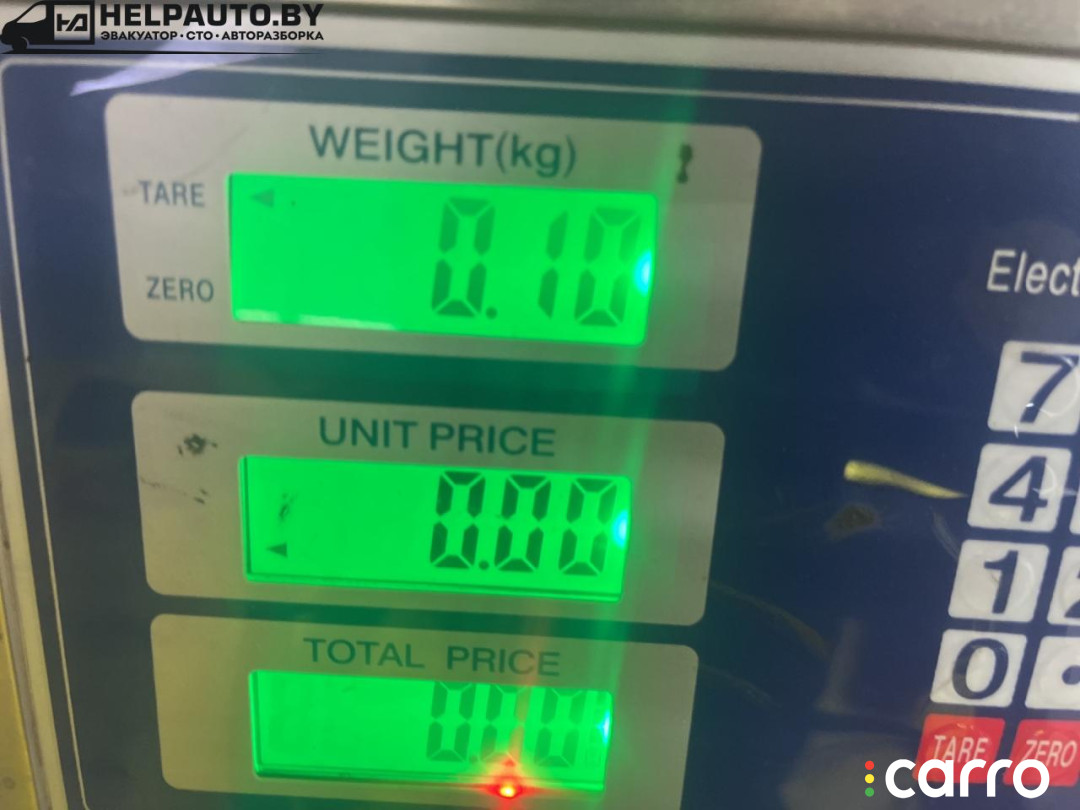 HELPAUTO.BY
ЭВАКУАТОР • СТО • АВТОРАЗБОРКА
WEIGHT(kg)
TARE
0.10
ZERO
Elect
7
UNIT PRICE
0.00
4
1
TOTAL PRICE
0.00
0
TARE
ZERO
carro